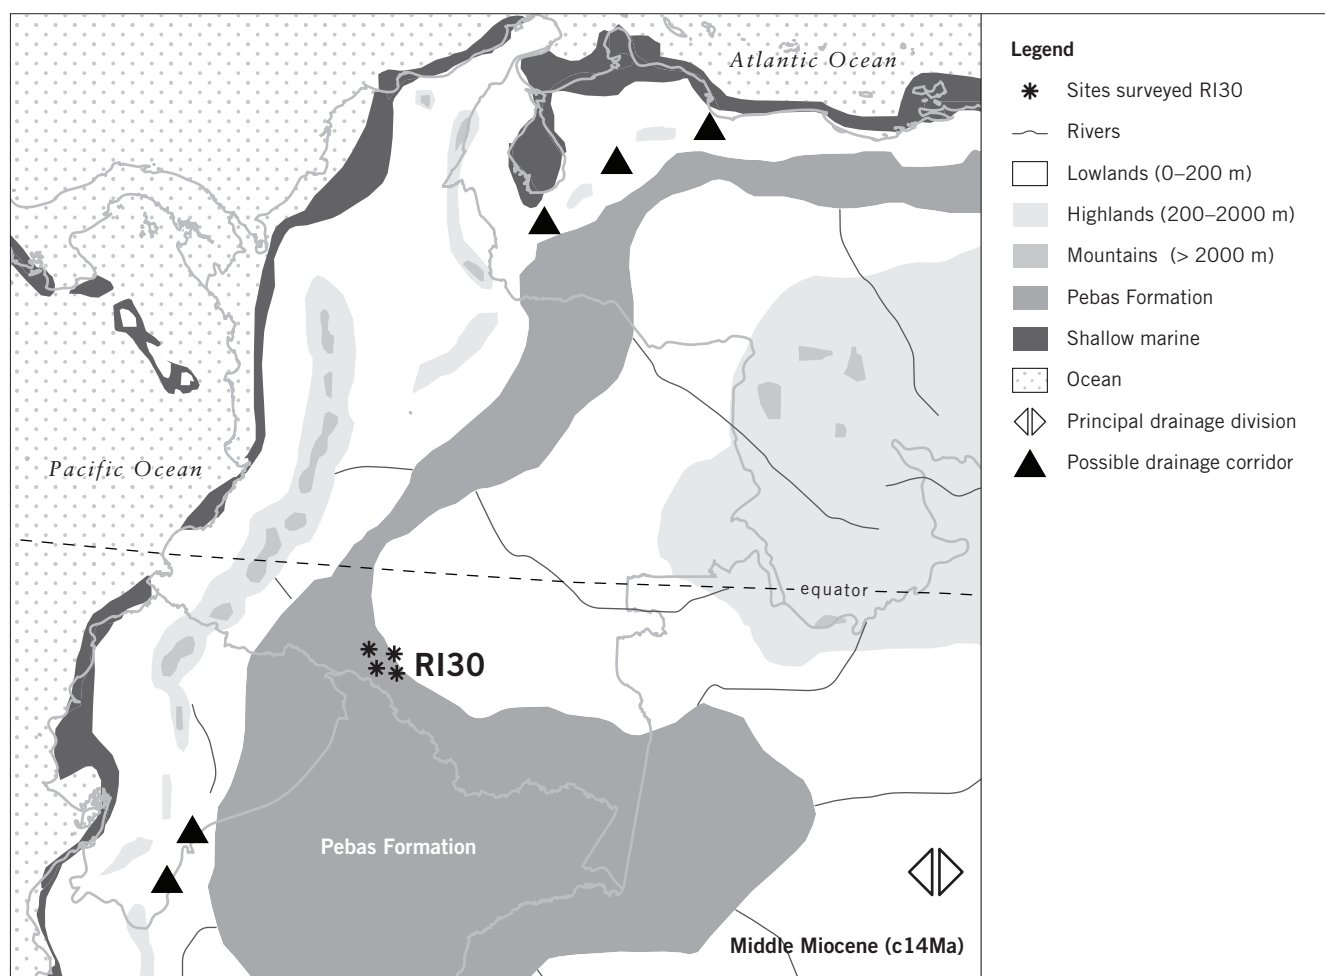 Atlantic Ocean
Pacific Ocean
equator
RI30
Pebas Formation
Middle Miocene (c14Ma)
Legend
Sites surveyed RI30
Rivers
Lowlands (0–200 m)
Highlands (200–2000 m)
Mountains (> 2000 m)
Pebas Formation
Shallow marine
Ocean
Principal drainage division
Possible drainage corridor